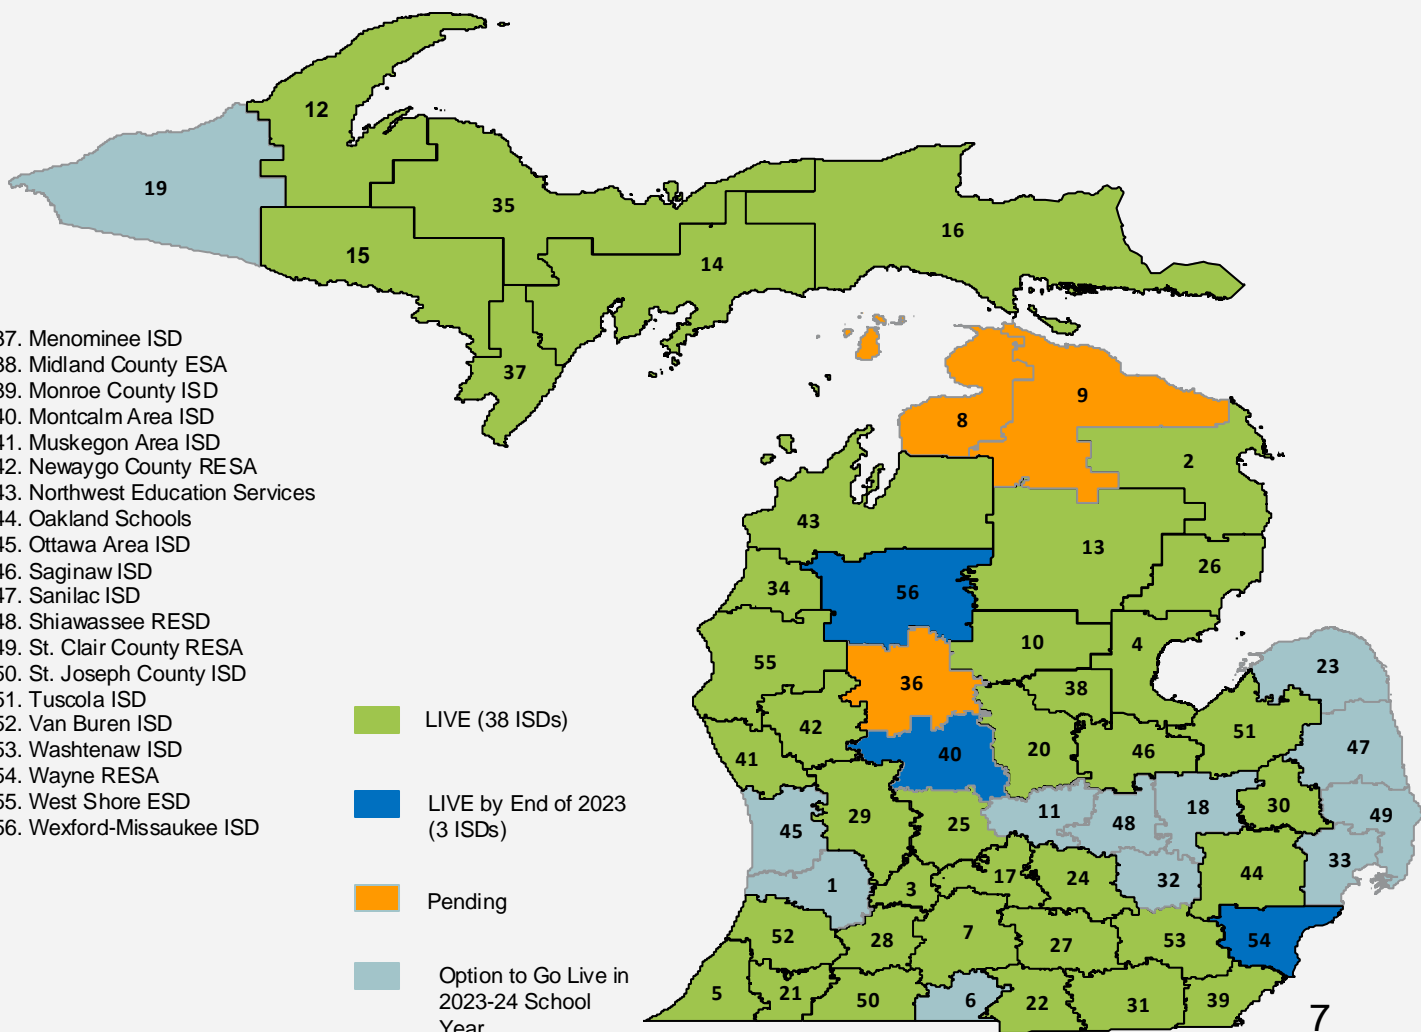 12
19
35
16
15
14
37
9
8
2
43
13
26
34
56
10
4
55
23
36
38
42
51
41
40
20
46
47
29
25
11
48
18
30
49
45
1
3
17
24
32
44
33
52
28
7
27
53
54
5
21
50
6
22
31
39
37. Menominee ISD
38. Midland County ESA
39. Monroe County ISD
40. Montcalm Area ISD
41. Muskegon Area ISD
42. Newaygo County RESA
43. Northwest Education Services
44. Oakland Schools
45. Ottawa Area ISD
46. Saginaw ISD
47. Sanilac ISD
48. Shiawassee RESD
49. St. Clair County RESA
50. St. Joseph County ISD
51. Tuscola ISD
52. Van Buren ISD
53. Washtenaw ISD
54. Wayne RESA
55. West Shore ESD
56. Wexford-Missaukee ISD
LIVE (38 ISDs)
LIVE by End of 2023
(3 ISDs)
Pending
Option to Go Live in
2023-24 School
Year
7